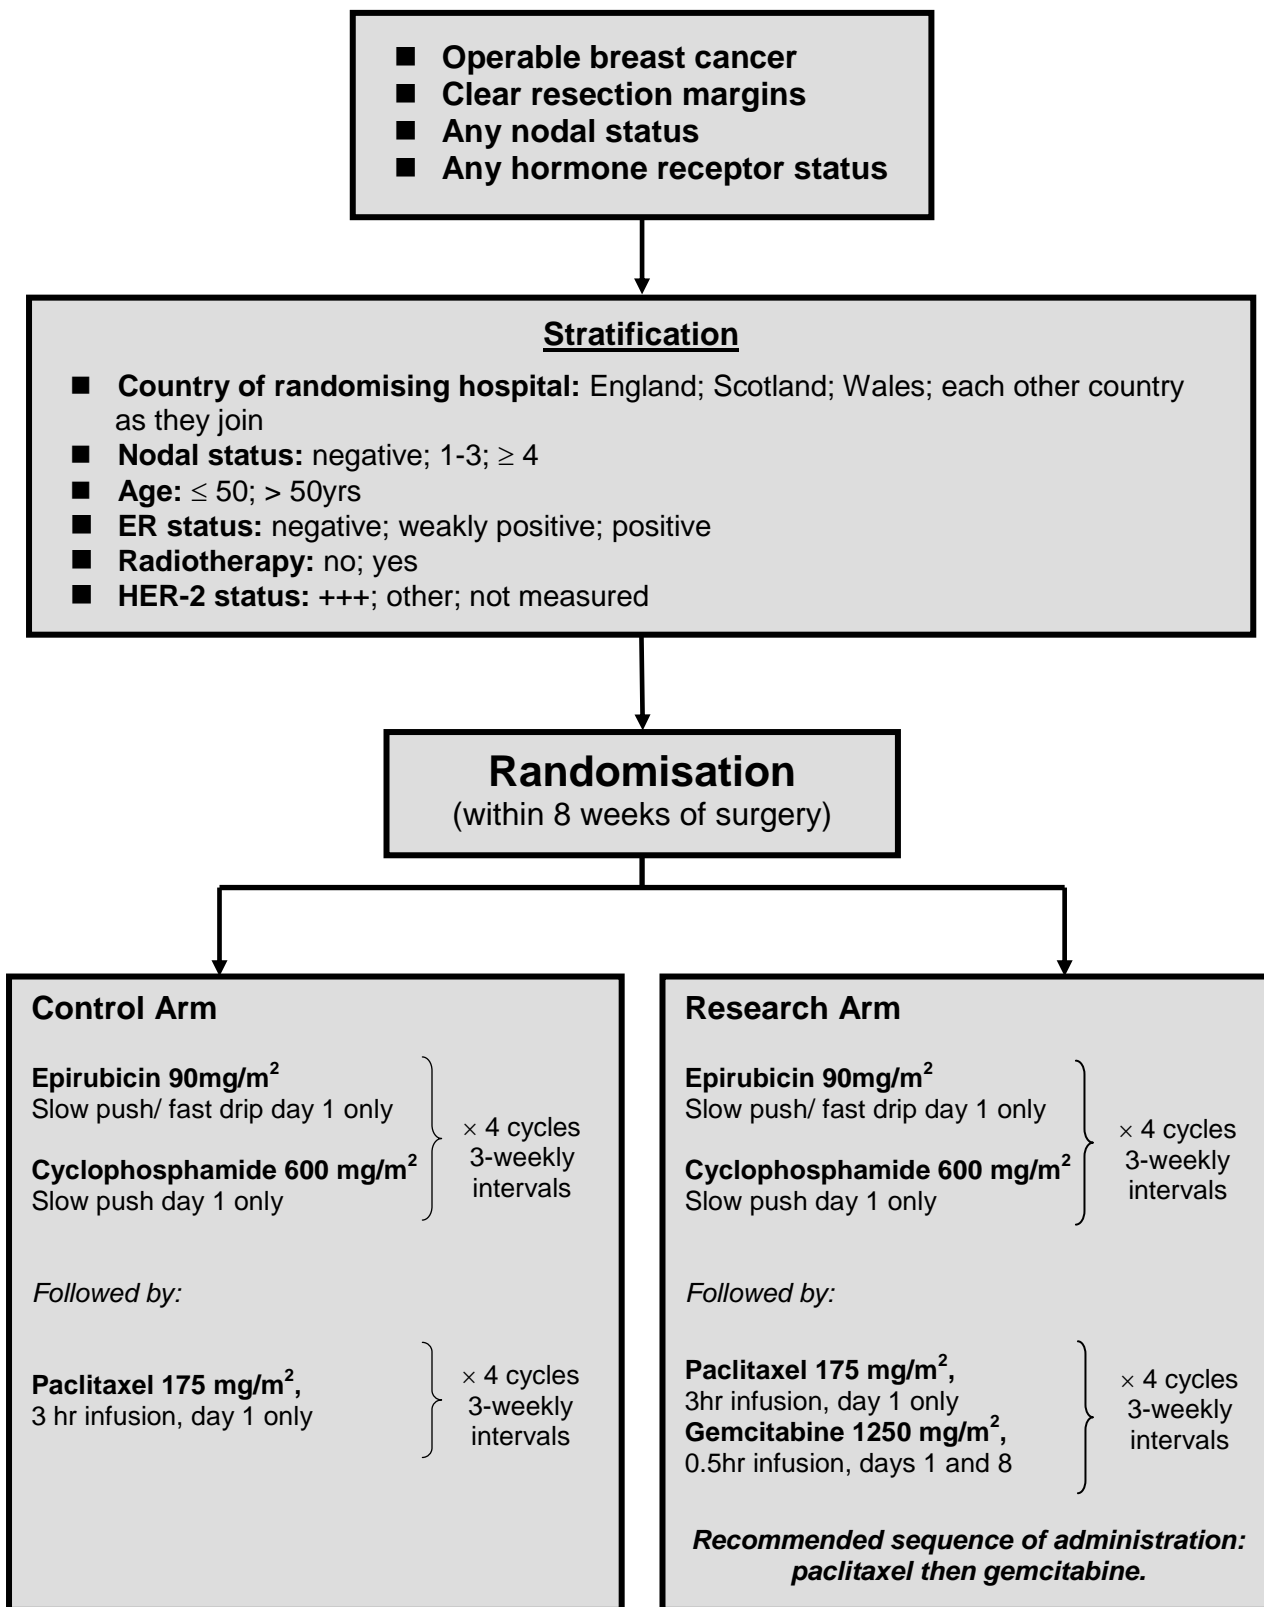 ■ Operable breast cancer
■ Clear resection margins
■ Any nodal status
■ Any hormone receptor status
Stratification
■ Country of randomising hospital: England; Scotland; Wales; each other country
as they join
■ Nodal status: negative; 1-3; ≥ 4
■ Age: ≤ 50; > 50yrs
■ ER status: negative; weakly positive; positive
■ Radiotherapy: no; yes
■ HER-2 status: +++; other; not measured
Randomisation
(within 8 weeks of surgery)
Control Arm
Epirubicin 90mg/m²
Slow push/ fast drip day 1 only
Cyclophosphamide 600 mg/m²
Slow push day 1 only
× 4 cycles
3-weekly
intervals
Followed by:
Paclitaxel 175 mg/m²,
3 hr infusion, day 1 only
× 4 cycles
3-weekly
intervals
Research Arm
Epirubicin 90mg/m²
Slow push/ fast drip day 1 only
Cyclophosphamide 600 mg/m²
Slow push day 1 only
× 4 cycles
3-weekly
intervals
Followed by:
Paclitaxel 175 mg/m²,
3hr infusion, day 1 only
Gemcitabine 1250 mg/m²,
0.5hr infusion, days 1 and 8
× 4 cycles
3-weekly
intervals
Recommended sequence of administration:
paclitaxel then gemcitabine.